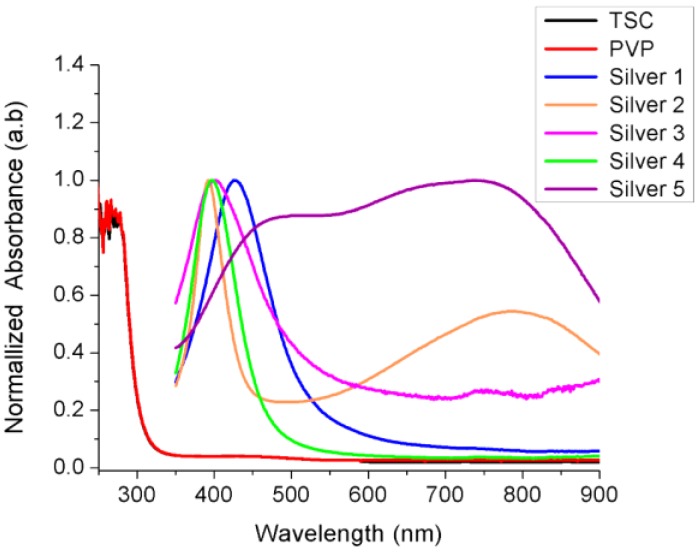 TSC
PVP
Silver 1
Silver 2
Silver 3
Silver 4
Silver 5
1.4
1.2
1.0
0.8
0.6
0.4
0.2
0.0
Normallized Absorbance (a.b)
300 400 500 600 700 800 900
Wavelength (nm)